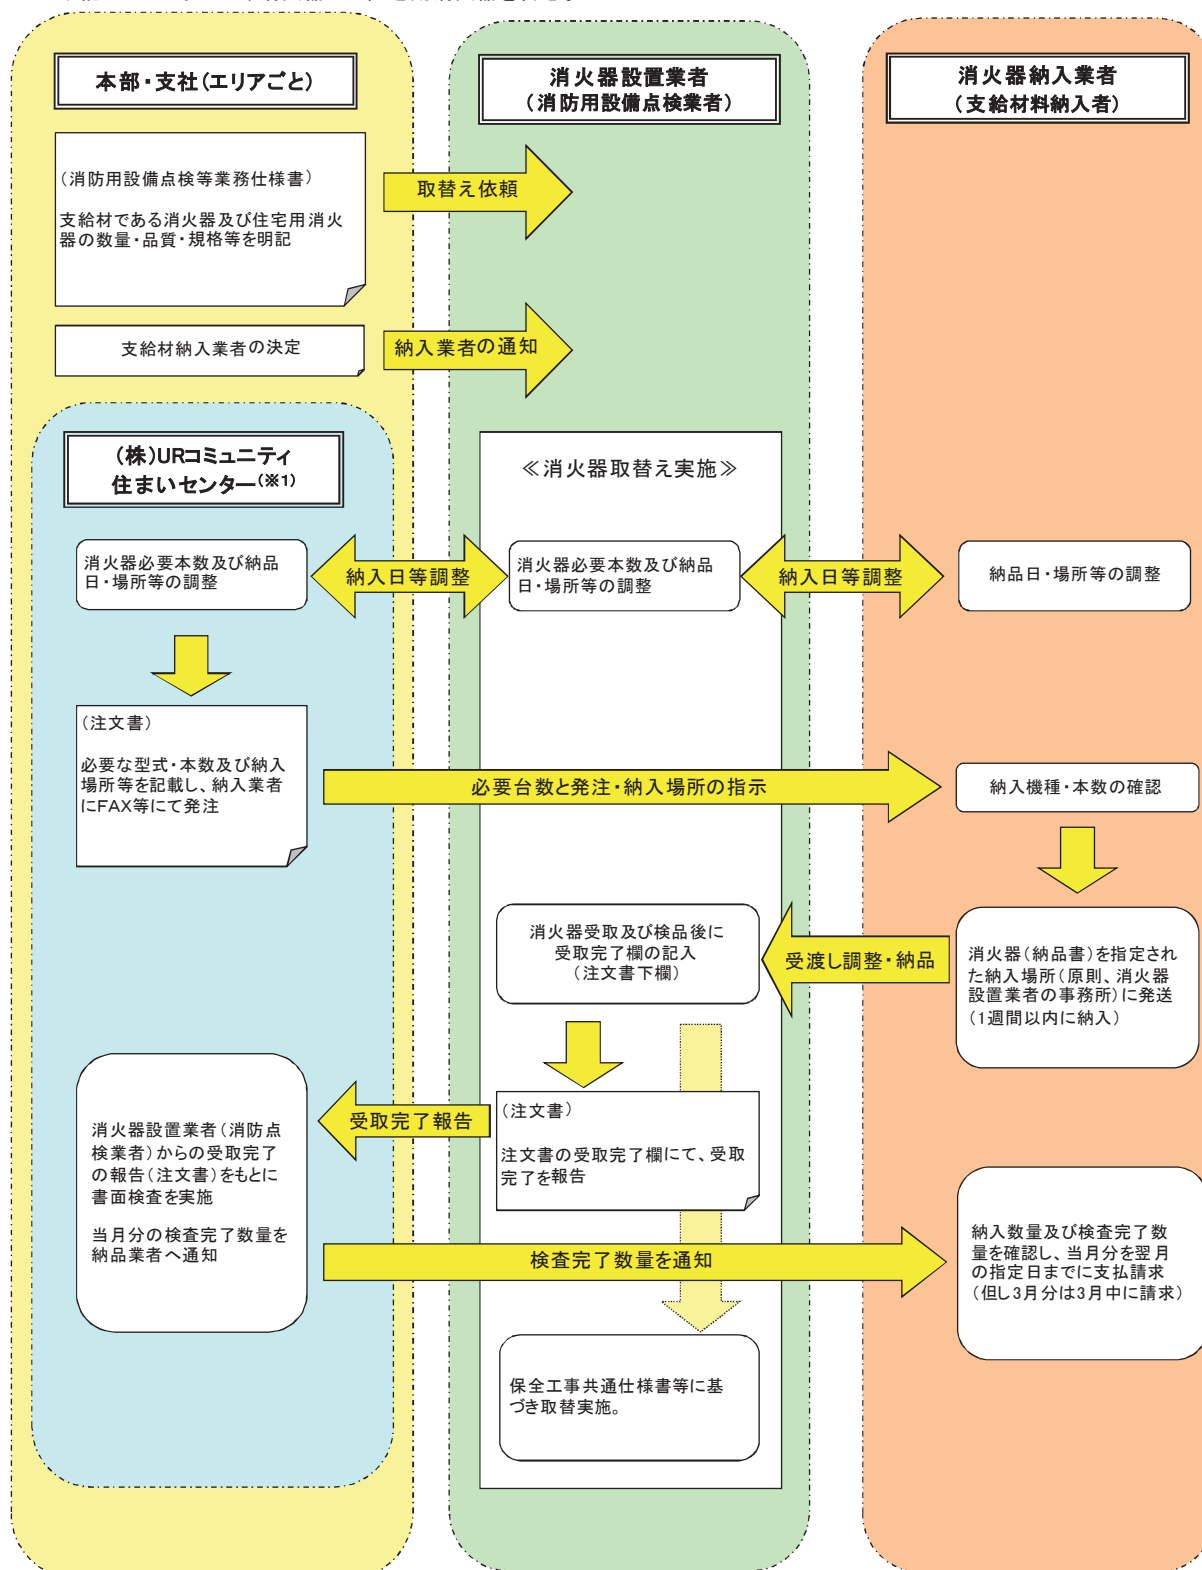 本部・支社(エリアごと)
消火器設置業者
(消防用設備点検業者)
消火器納入業者
(支給材料納入者)
(消防用設備点検等業務仕様書)
支給材である消火器及び住宅用消火
器の数量・品質・規格等を明記
取替え依頼
支給材納入業者の決定
納入業者の通知
(株)URコミュニティ
住まいセンター(※1)
≪消火器取替え実施≫
消火器必要本数及び納品
日・場所等の調整
納入日等調整
消火器必要本数及び納品
日・場所等の調整
納入日等調整
納品日・場所等の調整
(注文書)
必要な型式・本数及び納入
場所等を記載し、納入業者
にFAX等にて発注
必要台数と発注・納入場所の指示
納入機種・本数の確認
消火器受取及び検品後に
受取完了欄の記入
(注文書下欄)
受渡し調整・納品
消火器(納品書)を指定され
た納入場所(原則、消火器
設置業者の事務所)に発送
(1週間以内に納入)
消火器設置業者(消防点
検業者)からの受取完了
の報告(注文書)をもとに
書面検査を実施
当月分の検査完了数量を
納品業者へ通知
受取完了報告
(注文書)
注文書の受取完了欄にて、受取
完了を報告
検査完了数量を通知
納入数量及び検査完了数
量を確認し、当月分を翌月
の指定日までに支払請求
(但し3月分は3月中に請求)
保全工事共通仕様書等に基
づき取替実施。